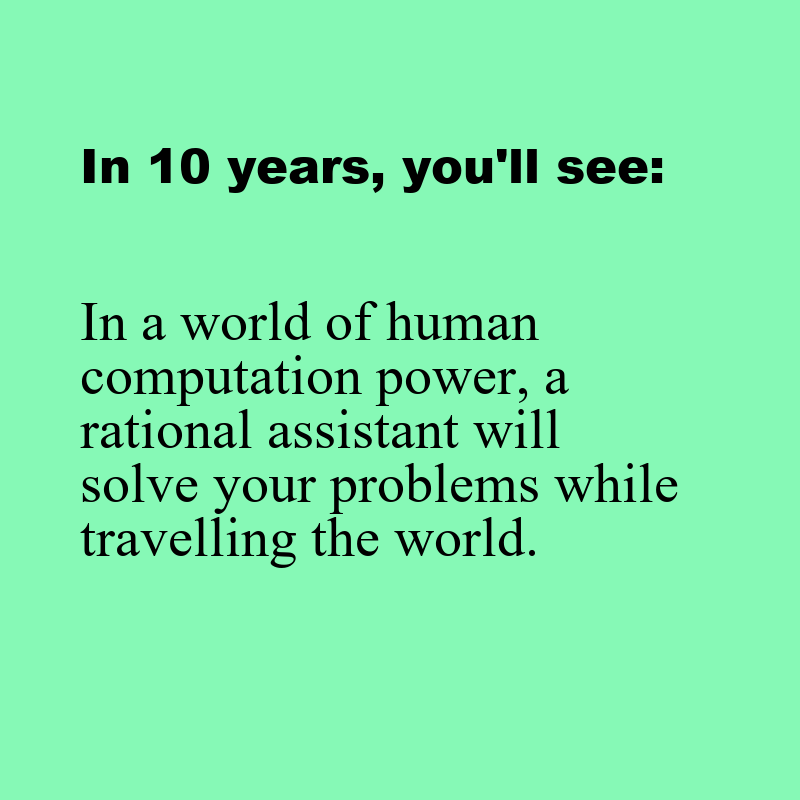 In 10 years, you'll see:
In a world of human
computation power, a
rational assistant will
solve your problems while
travelling the world.